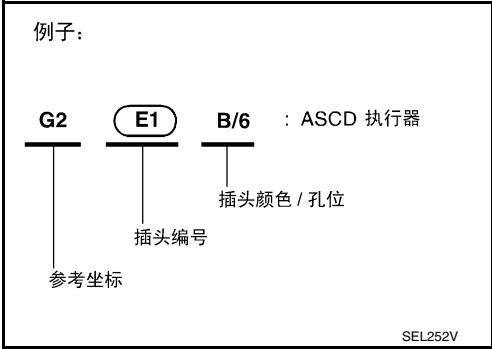 例子：
G2 E1 B/6 : ASCD 执行器
插头颜色 / 孔位
插头编号
参考坐标
SEL252V